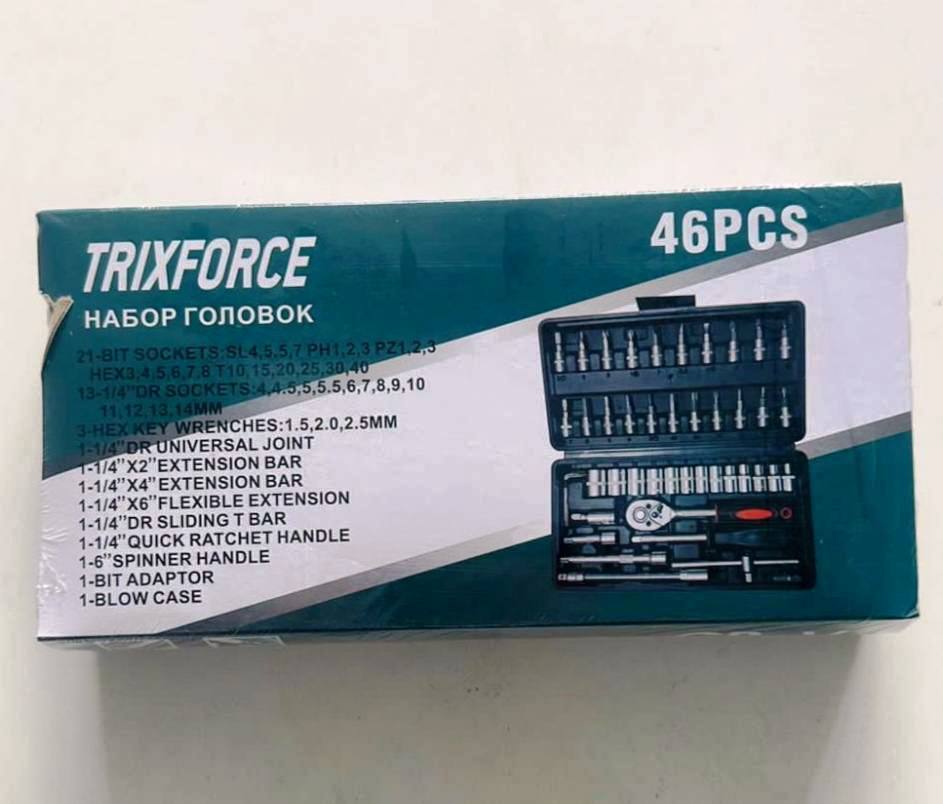 46PCS
TRIXFORCE
НАБОР ГОЛОВОК
21-BIT SOCKETS:SL4,5.5,7 PH1,2,3 PZ1,2,3
HEX3,4,5,6,7,8 T10,15,20,25,30,40
13-1/4"DR SOCKETS:4,4.5,5,5.5,6,7,8,9,10
11,12,13,14MM
3-HEX KEY WRENCHES:1.5,2.0,2.5MM
1-1/4"DR UNIVERSAL JOINT
1-1/4"X2"EXTENSION BAR
1-1/4"X4"EXTENSION BAR
1-1/4"X6"FLEXIBLE EXTENSION
1-1/4"DR SLIDING T BAR
1-1/4"QUICK RATCHET HANDLE
1-6"SPINNER HANDLE
1-BIT ADAPTOR
1-BLOW CASE